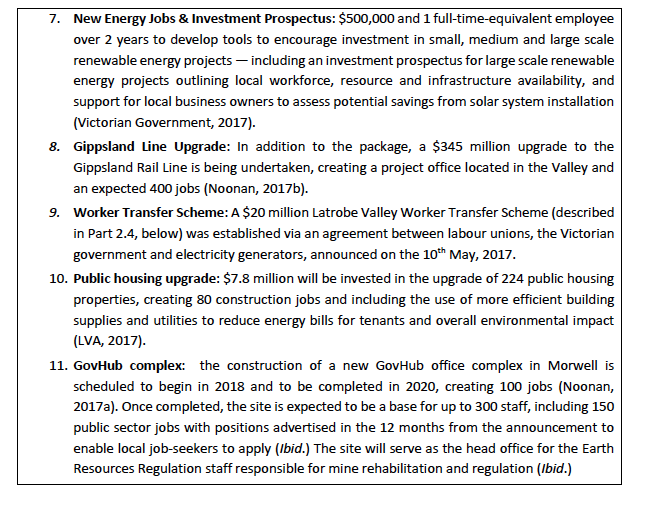 7. New Energy Jobs & Investment Prospectus: $500,000 and 1 full-time-equivalent employee
over 2 years to develop tools to encourage investment in small, medium and large scale
renewable energy projects — including an investment prospectus for large scale renewable
energy projects outlining local workforce, resource and infrastructure availability, and
support for local business owners to assess potential savings from solar system installation
(Victorian Government, 2017).
8. Gippsland Line Upgrade: In addition to the package, a $345 million upgrade to the
Gippsland Rail Line is being undertaken, creating a project office located in the Valley and
an expected 400 jobs (Noonan, 2017b).
9. Worker Transfer Scheme: A $20 million Latrobe Valley Worker Transfer Scheme (described
in Part 2.4, below) was established via an agreement between labour unions, the Victorian
government and electricity generators, announced on the 10th May, 2017.
10. Public housing upgrade: $7.8 million will be invested in the upgrade of 224 public housing
properties, creating 80 construction jobs and including the use of more efficient building
supplies and utilities to reduce energy bills for tenants and overall environmental impact
(LVA, 2017).
11. GovHub complex: the construction of a new GovHub office complex in Morwell is
scheduled to begin in 2018 and to be completed in 2020, creating 100 jobs (Noonan,
2017a). Once completed, the site is expected to be a base for up to 300 staff, including 150
public sector jobs with positions advertised in the 12 months from the announcement to
enable local job-seekers to apply (Ibid.) The site will serve as the head office for the Earth
Resources Regulation staff responsible for mine rehabilitation and regulation (Ibid.)